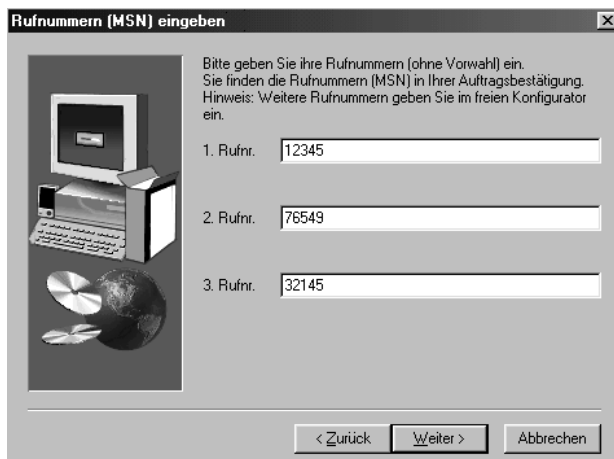 Rufnummern (MSN) eingeben
Bitte geben Sie ihre Rufnummern (ohne Vorwahl) ein.
Sie finden die Rufnummern (MSN) in Ihrer Auftragsbestätigung.
Hinweis: Weitere Rufnummern geben Sie im freien Konfigurator
ein.
1. Rufnr. 12345
2. Rufnr. 76549
3. Rufnr. 32145
< Zurück Weiter > Abbrechen